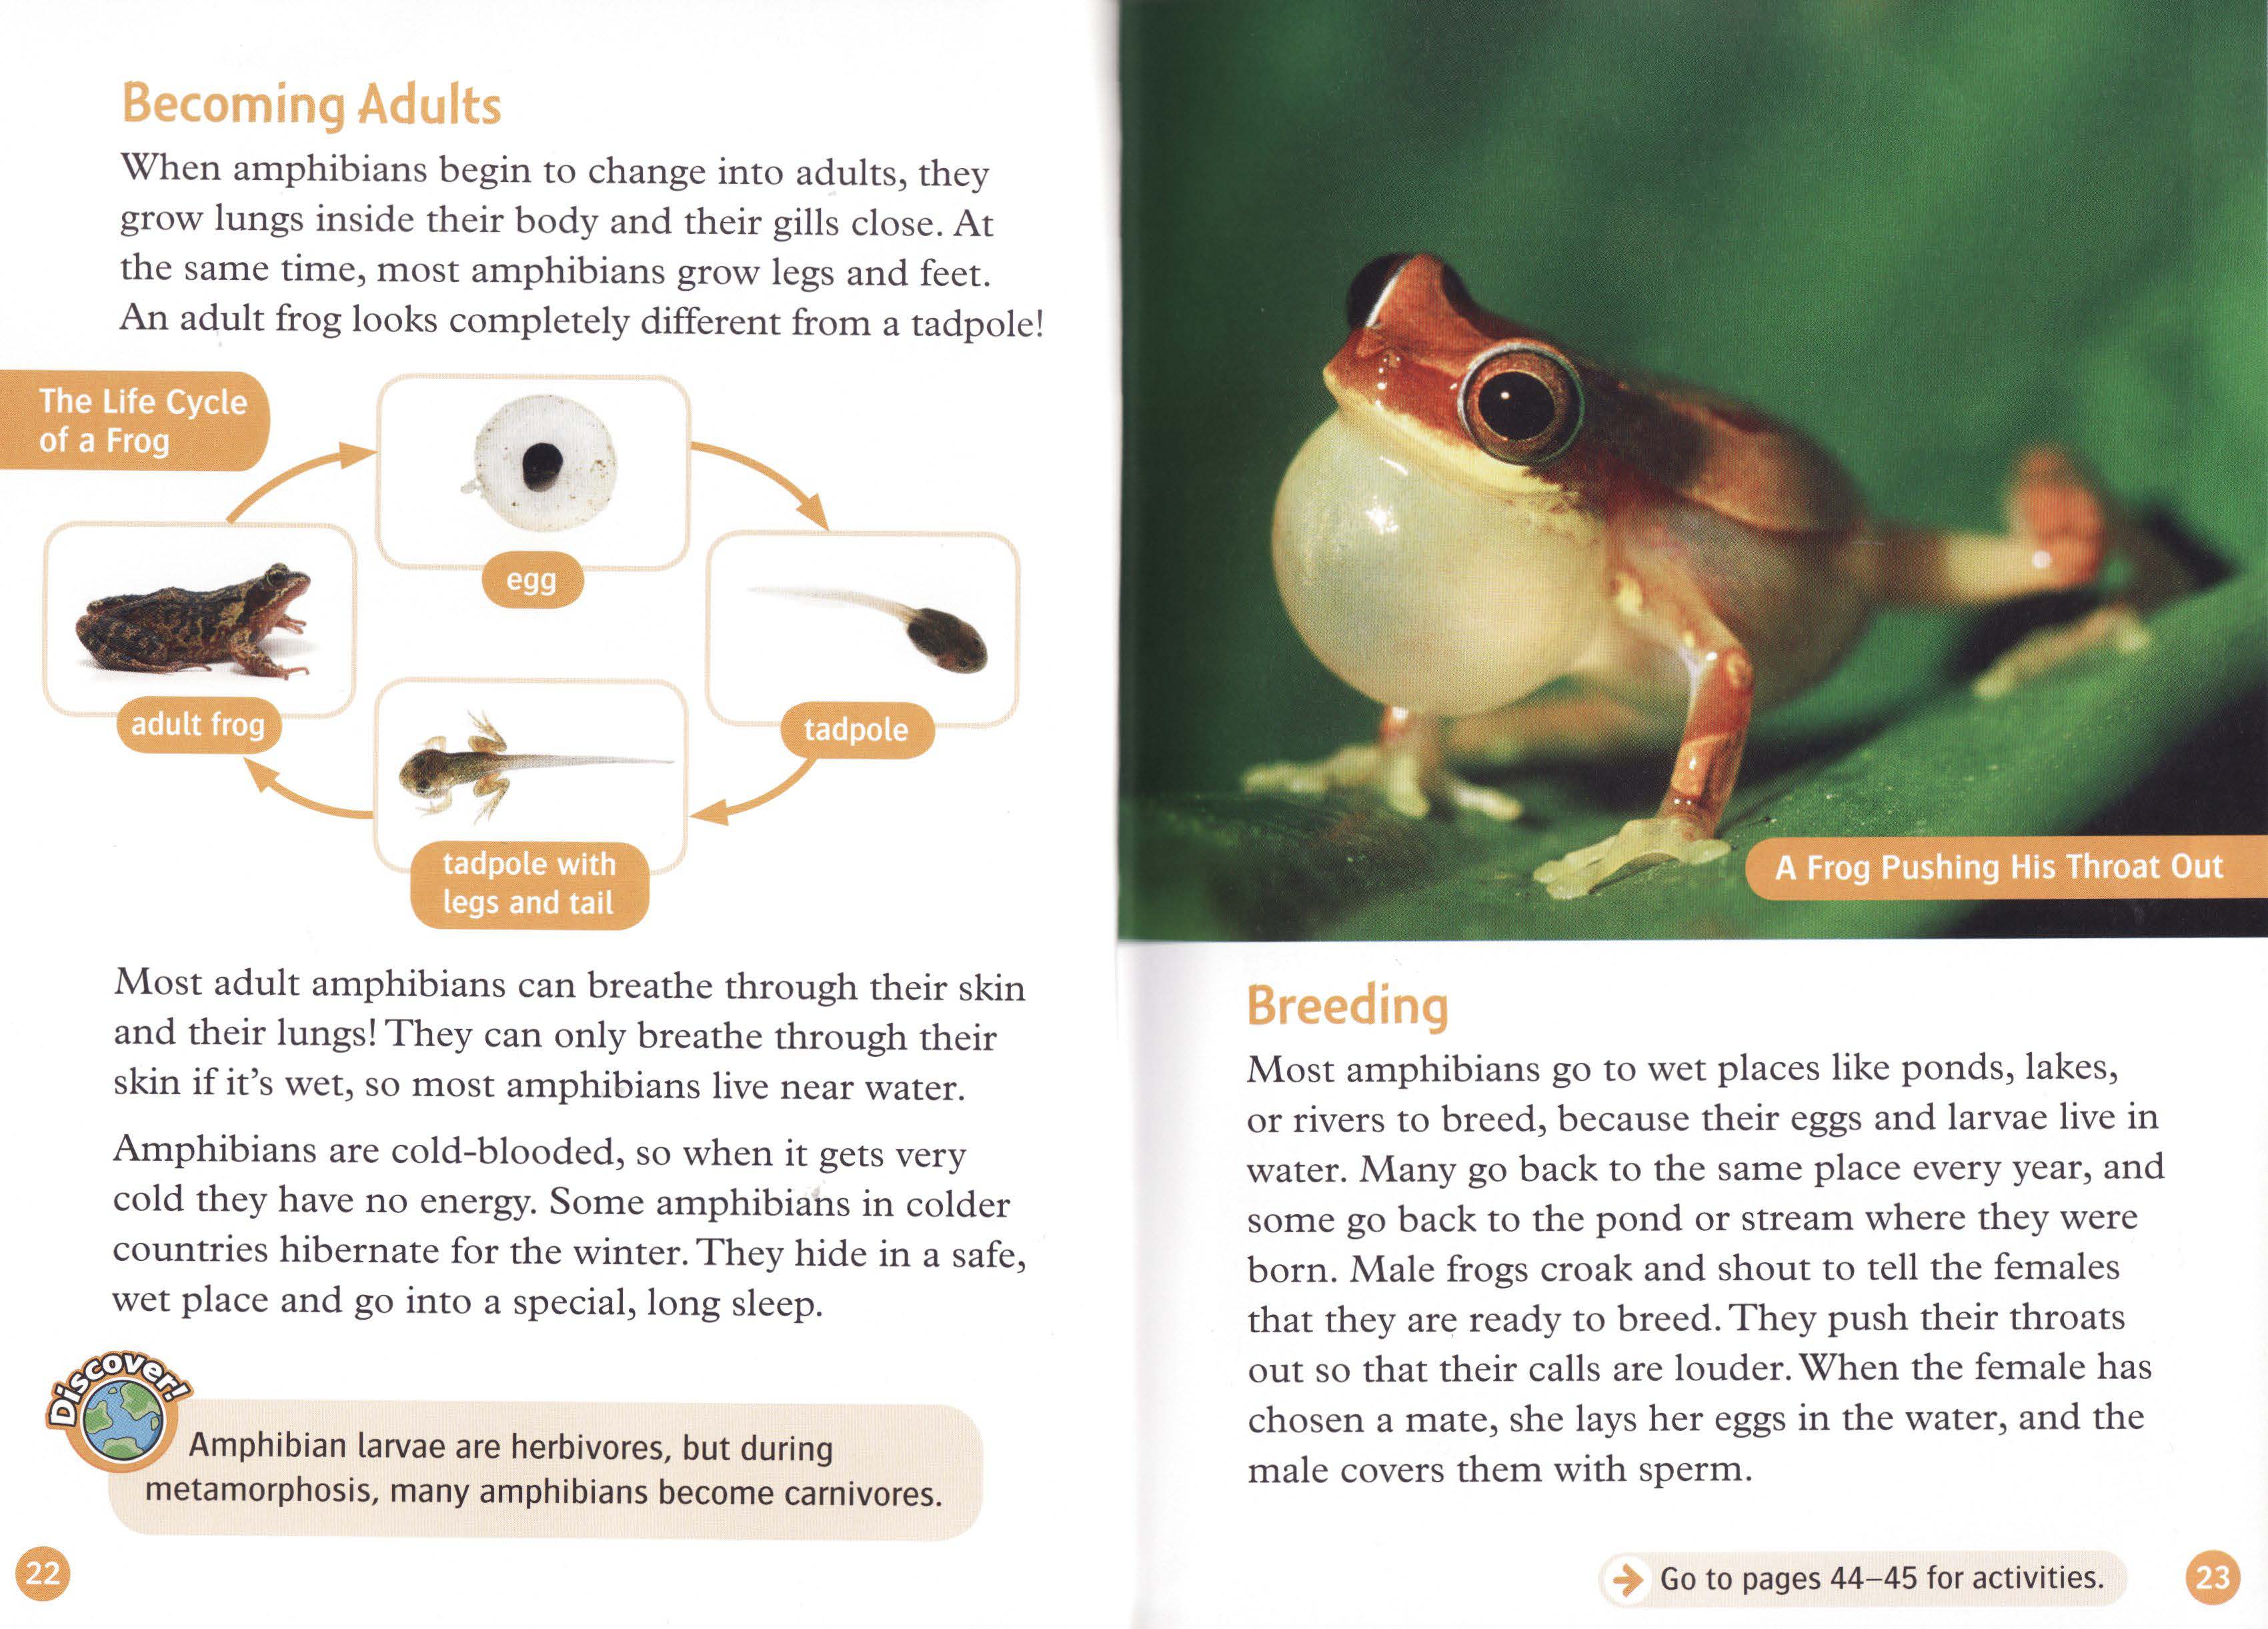 Becoming Adults
When amphibians begin to change into adults, they
grow lungs inside their body and their gills close. At
the same time, most amphibians grow legs and feet.
An adult frog looks completely different from a tadpole!
The Life Cycle
of a Frog
egg
tadpole
tadpole with
legs and tail
adult frog
Most adult amphibians can breathe through their skin
and their lungs! They can only breathe through their
skin if it's wet, so most amphibians live near water.
Amphibians are cold-blooded, so when it gets very
cold they have no energy. Some amphibians in colder
countries hibernate for the winter. They hide in a safe,
wet place and go into a special, long sleep.
Discover!
Amphibian larvae are herbivores, but during
metamorphosis, many amphibians become carnivores.
22
A Frog Pushing His Throat Out
Breeding
Most amphibians go to wet places like ponds, lakes,
or rivers to breed, because their eggs and larvae live in
water. Many go back to the same place every year, and
some go back to the pond or stream where they were
born. Male frogs croak and shout to tell the females
that they are ready to breed. They push their throats
out so that their calls are louder. When the female has
chosen a mate, she lays her eggs in the water, and the
male covers them with sperm.
Go to pages 44–45 for activities.
23